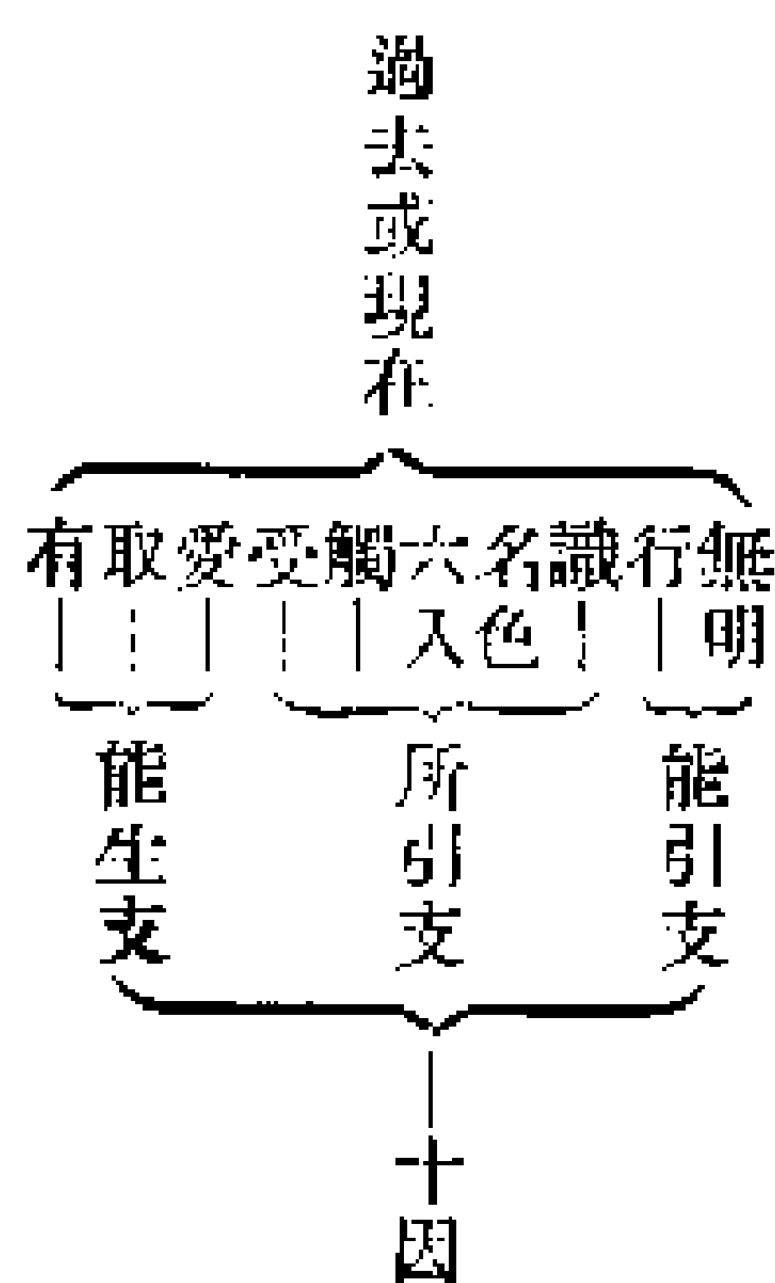 過去或現在
無明
行
識
名色
六入
觸
受
愛
取
有
能引支
所引支
能生支
十因